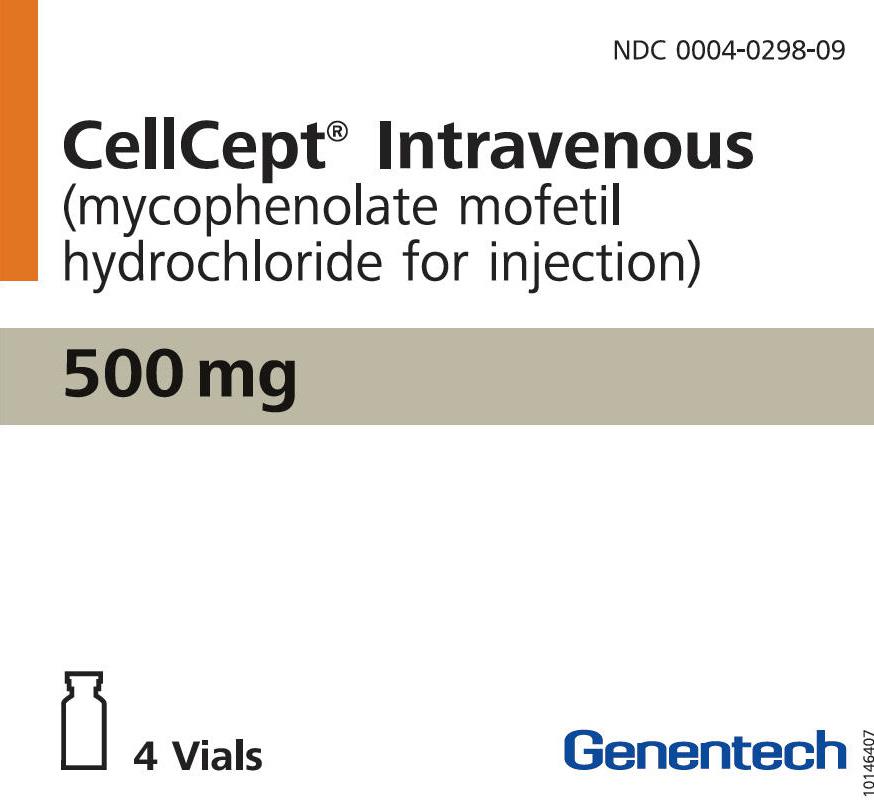 NDC 0004-0298-09
CellCept® Intravenous
(mycophenolate mofetil
hydrochloride for injection)
500 mg
4 Vials
Genentech
10146407